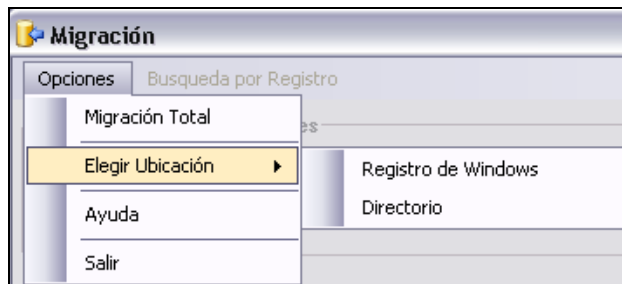 Migración
Opciones Busqueda por Registro
Migración Total
Elegir Ubicación
Registro de Windows
Directorio
Ayuda
Salir